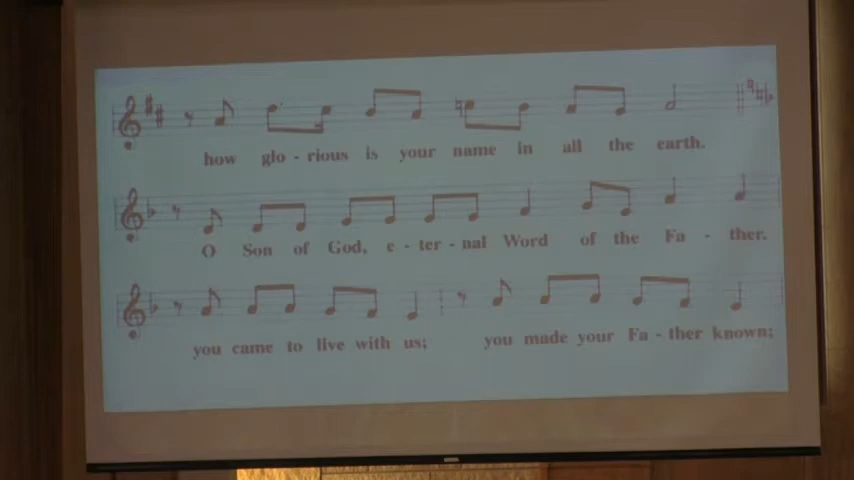 how glo - rious is your name in all the earth.
O Son of God, e - ter - nal Word of the Fa - ther.
you came to live with us; you made your Fa - ther known;